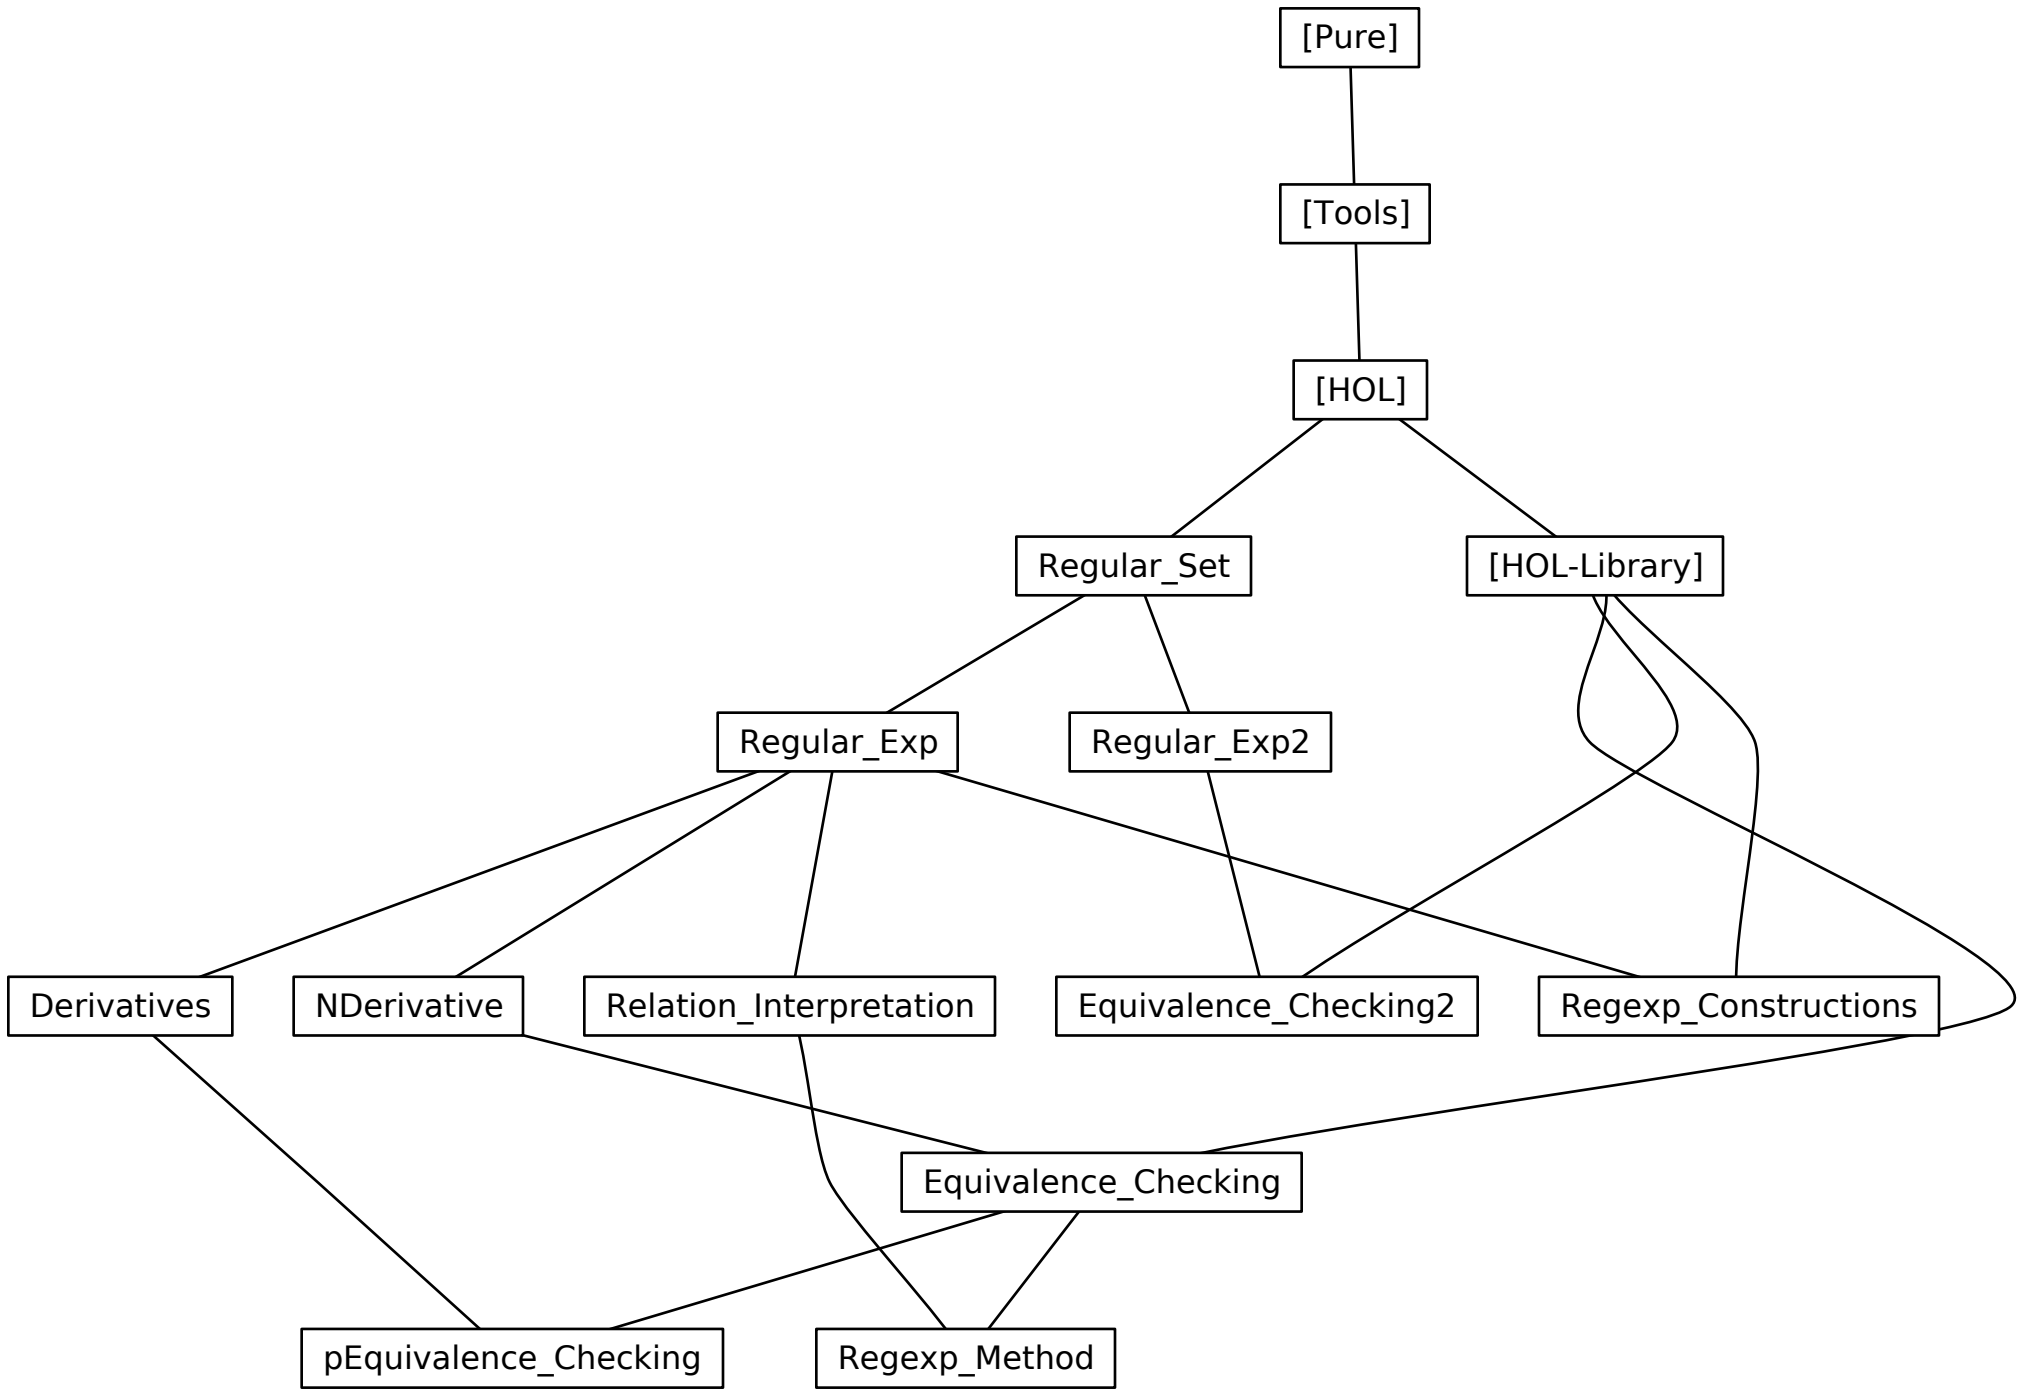 [Pure]
[Tools]
[HOL]
Regular_Set
[HOL-Library]
Regular_Exp
Regular_Exp2
Derivatives
NDerivative
Relation_Interpretation
Equivalence_Checking2
Regexp_Constructions
Equivalence_Checking
pEquivalence_Checking
Regexp_Method